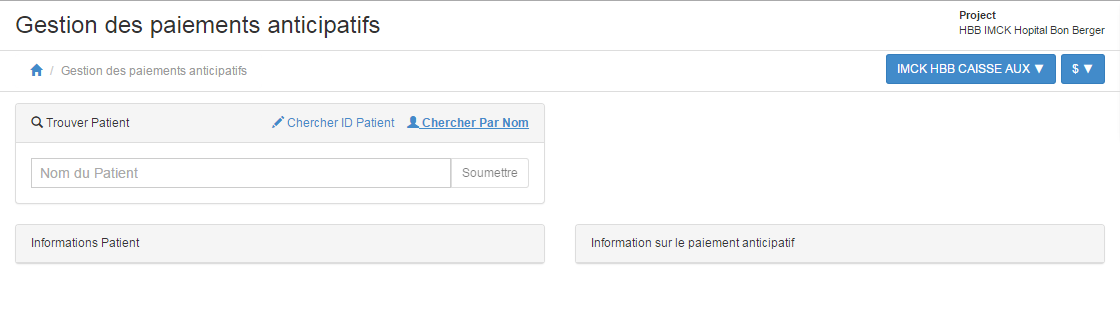 Gestion des paiements anticipatifs
Project
HBB IMCK Hopital Bon Berger
/ Gestion des paiements anticipatifs
IMCK HBB CAISSE AUX ▼
$ ▼
Trouver Patient
Chercher ID Patient
Chercher Par Nom
Nom du Patient
Soumettre
Informations Patient
Information sur le paiement anticipatif